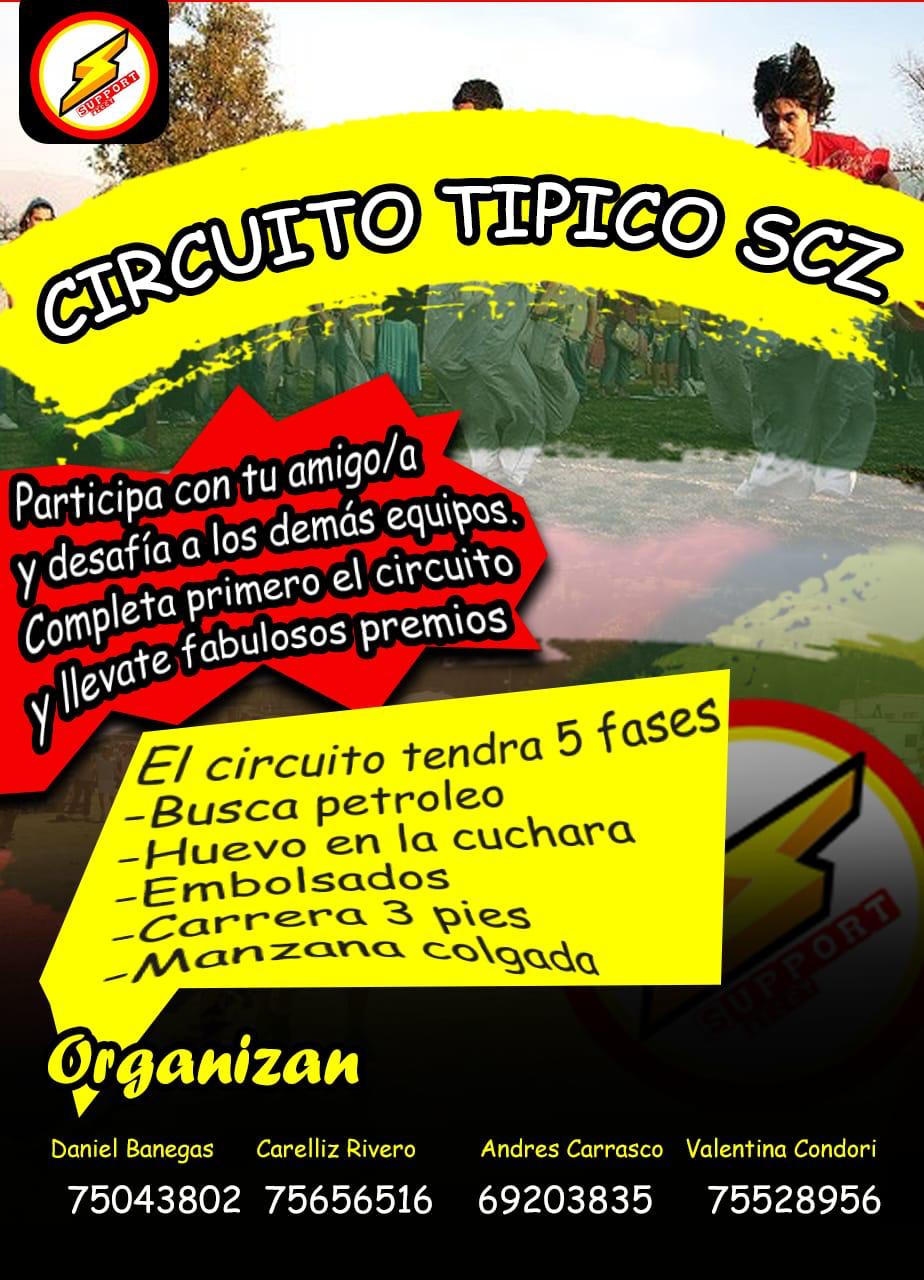 SUPPORT
CIRCUITO TIPICO SCZ
Participa con tu amigo/a
y desafía a los demás equipos.
Completa primero el circuito
y llevate fabulosos premios
El circuito tendra 5 fases
-Busca petroleo
-Huevo en la cuchara
-Embolsados
-Carrera 3 pies
-Manzana colgada
SUPPORT
Organizan
Daniel Banegas Carelliz Rivero Andres Carrasco Valentina Condori
75043802 75656516 69203835 75528956